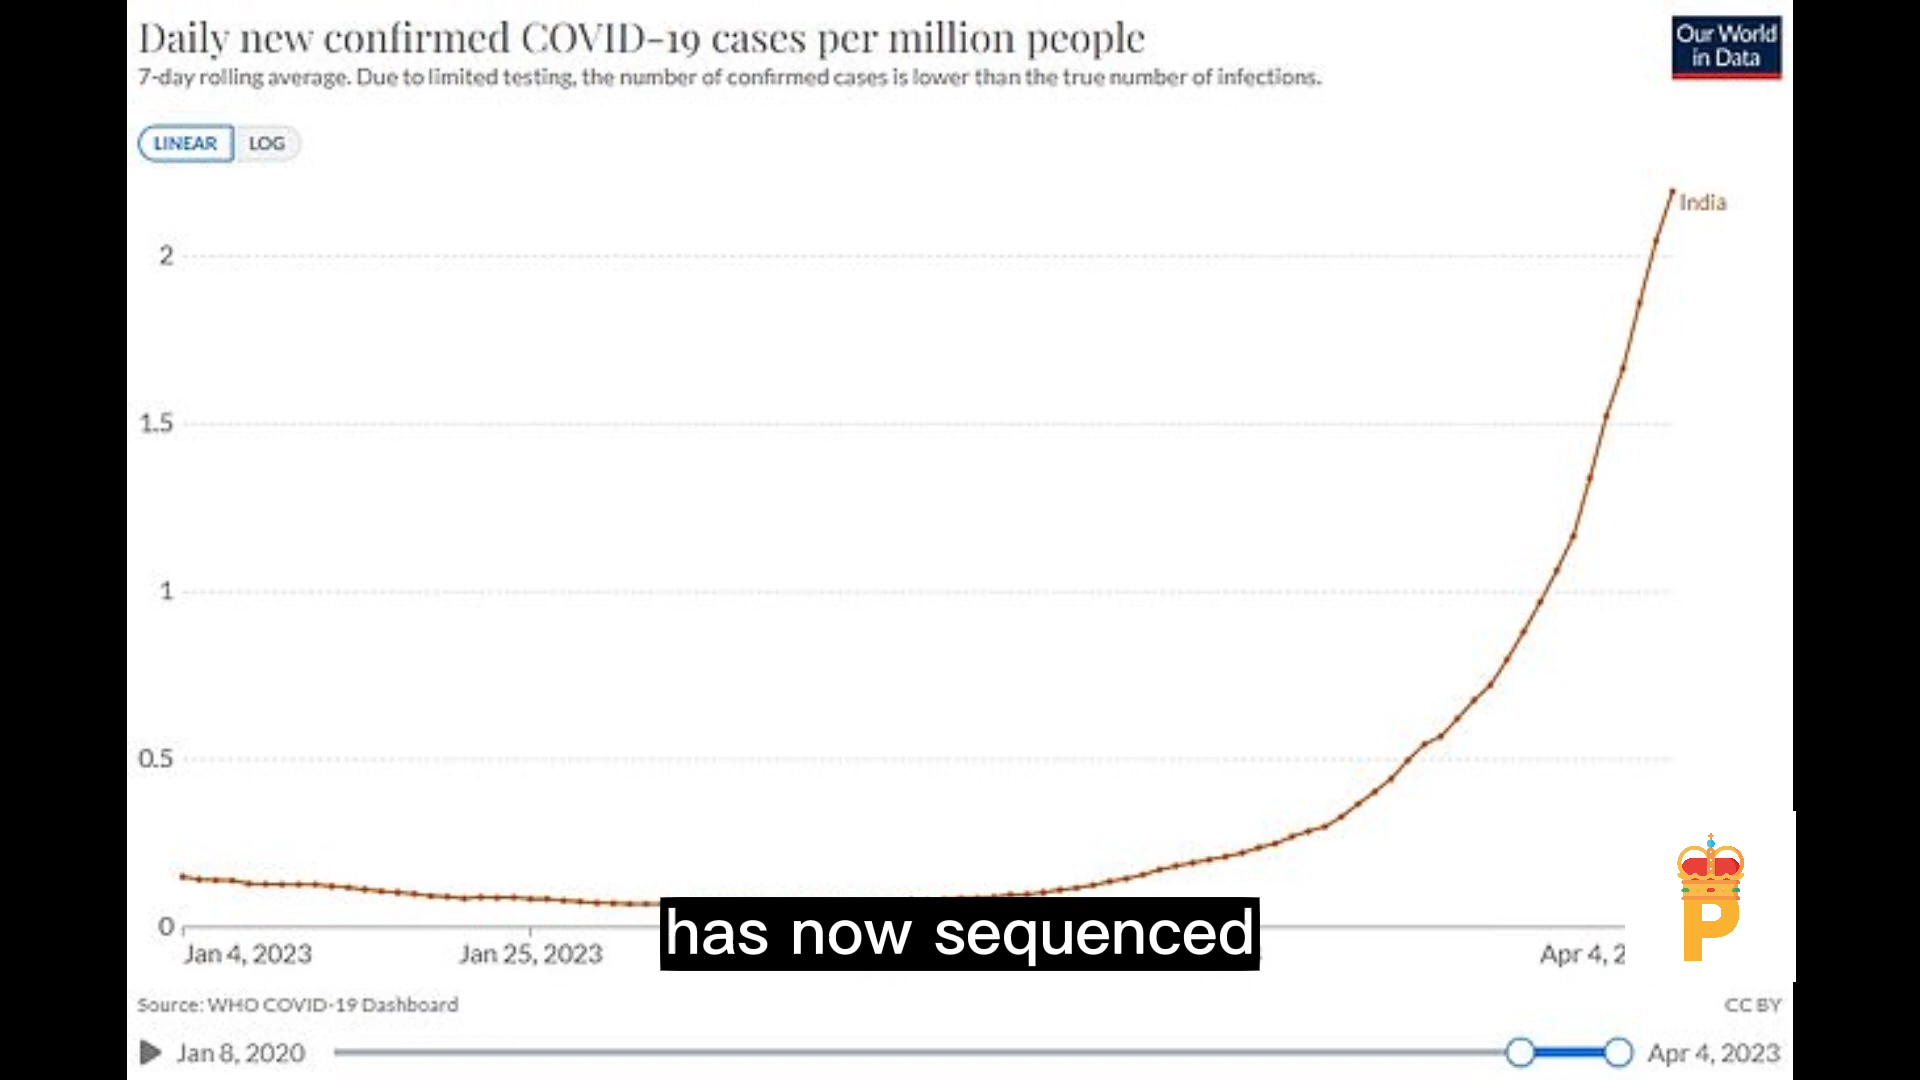 Daily new confirmed COVID-19 cases per million people
7-day rolling average. Due to limited testing, the number of confirmed cases is lower than the true number of infections.
Our World
in Data
LINEAR LOG
India
2
1.5
1
0.5
0
Jan 4, 2023 Jan 25, 2023 Apr 4, 2
has now sequenced
P
Source: WHO COVID-19 Dashboard CC BY
Jan 8, 2020 Apr 4, 2023